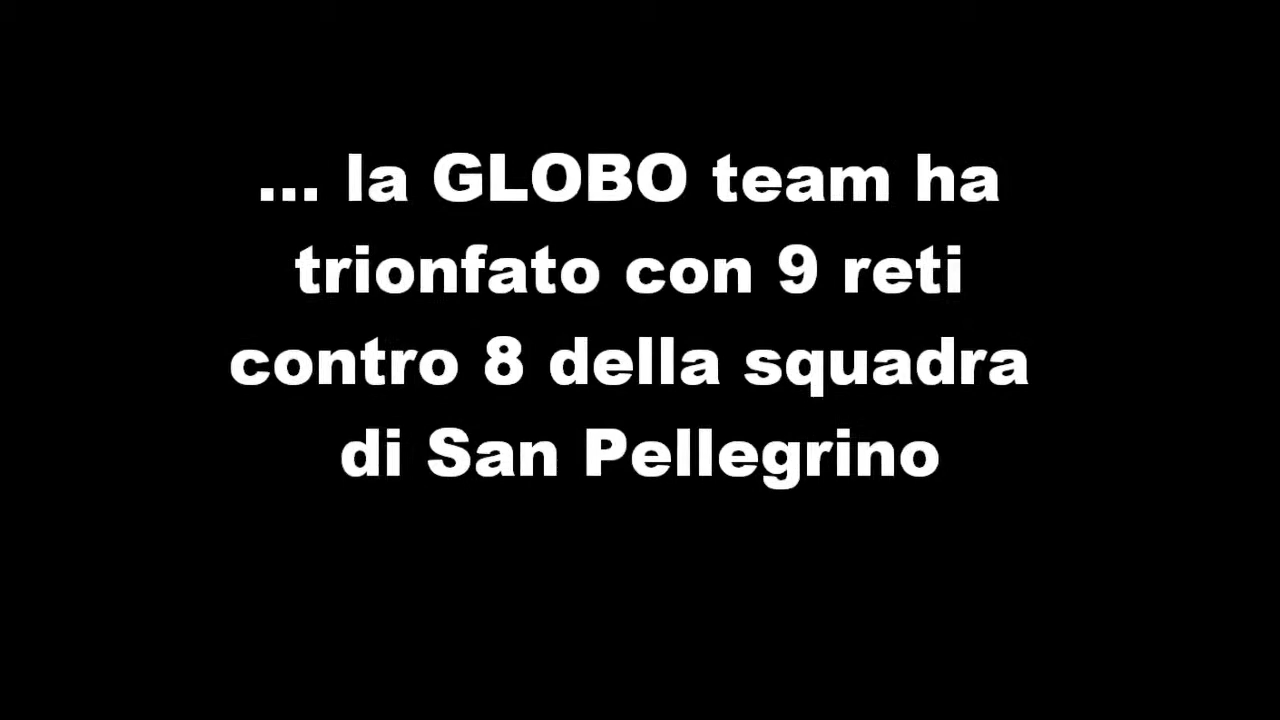 ... la GLOBO team ha
trionfato con 9 reti
contro 8 della squadra
di San Pellegrino